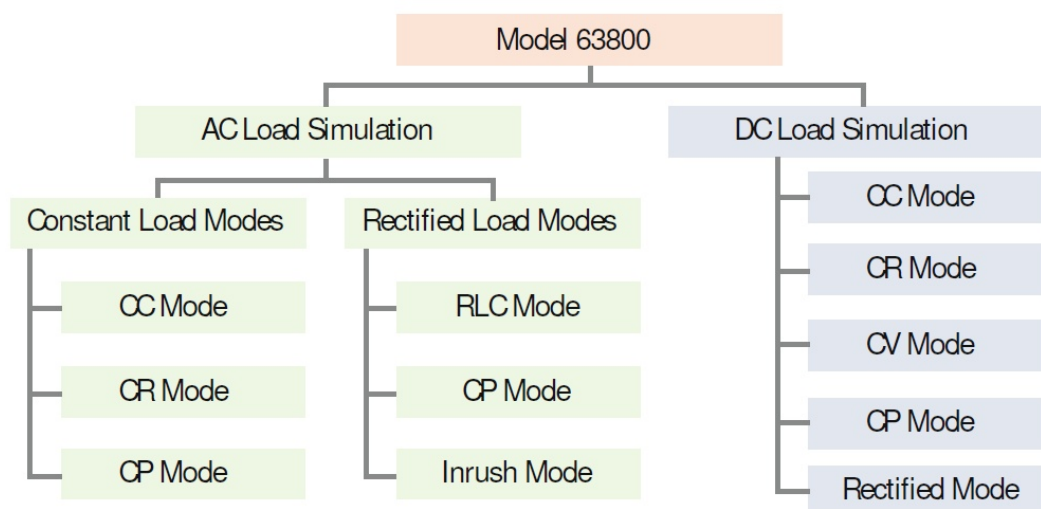 Model 63800
AC Load Simulation
Constant Load Modes
CC Mode
CR Mode
CP Mode
Rectified Load Modes
RLC Mode
CP Mode
Inrush Mode
DC Load Simulation
CC Mode
CR Mode
CV Mode
CP Mode
Rectified Mode